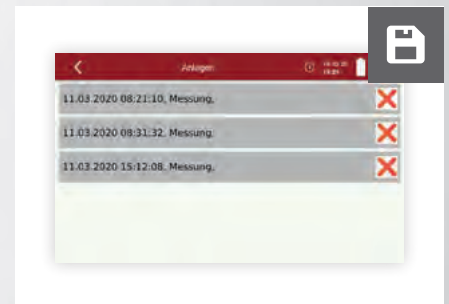 Anlagen
11.03.2020 08:21:10, Messung,
11.03.2020 08:31:32, Messung,
11.03.2020 15:12:08, Messung,